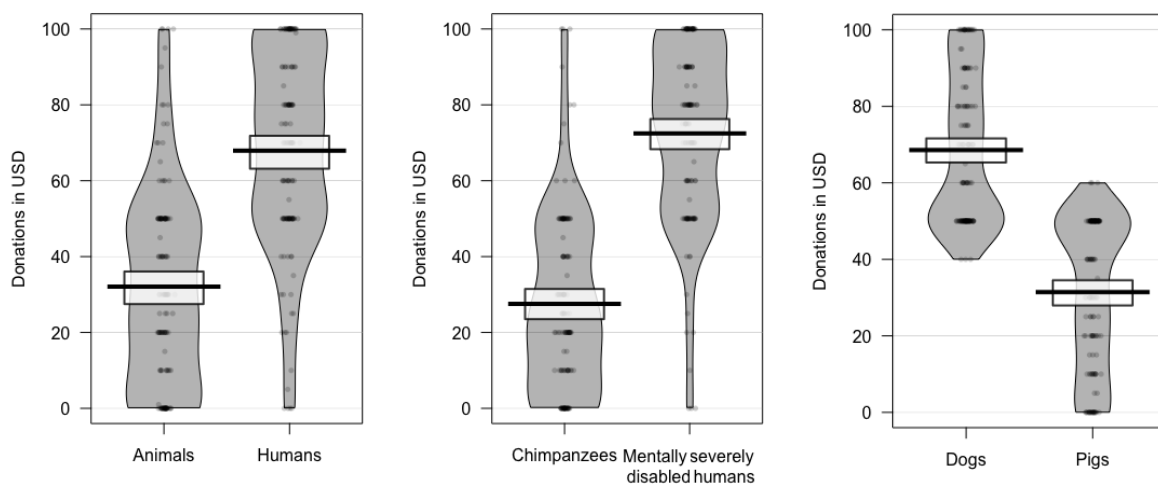 Donations in USD
100
80
60
40
20
0
Animals
Humans
Donations in USD
100
80
60
40
20
0
Chimpanzees
Mentally severely
disabled humans
Donations in USD
100
80
60
40
20
0
Dogs
Pigs